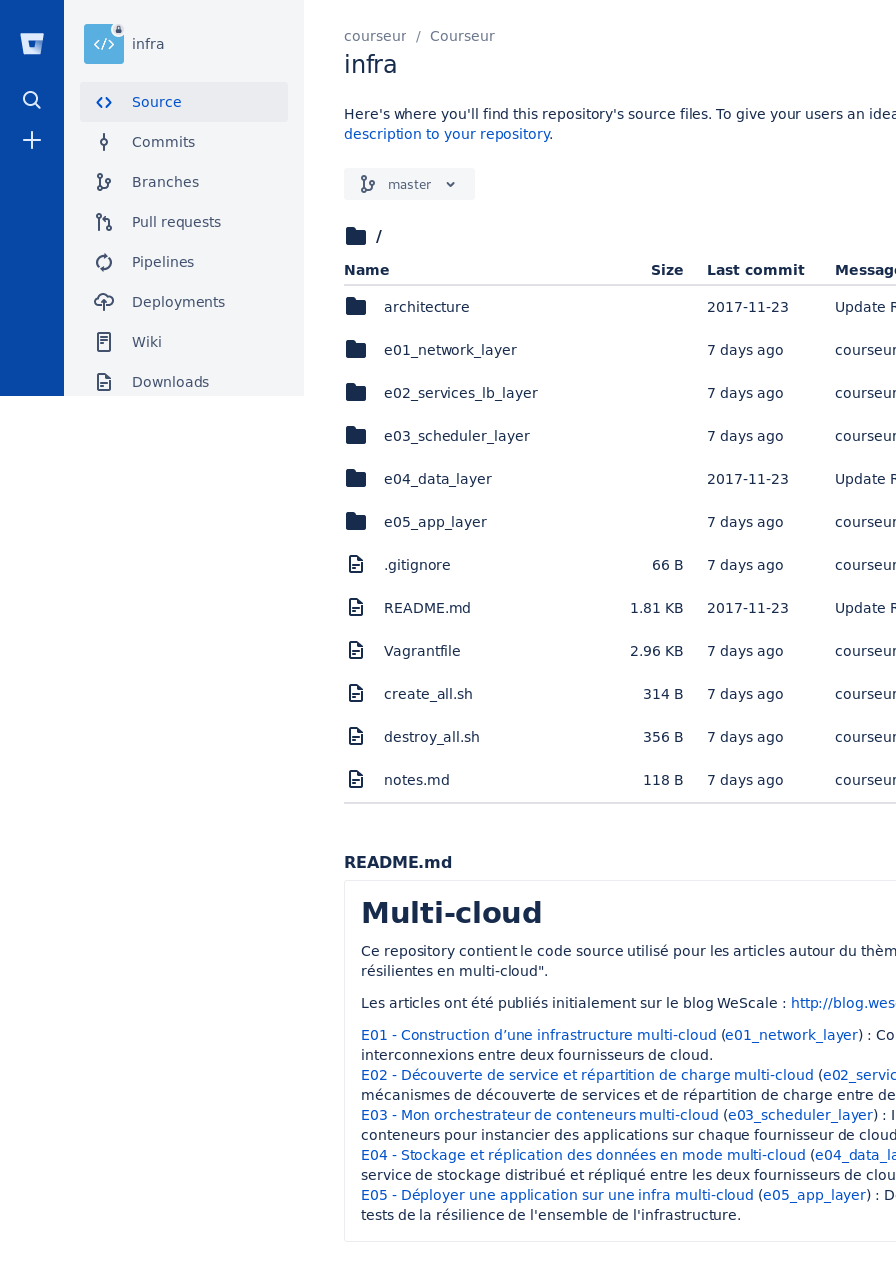 infra
Source
Commits
Branches
Pull requests
Pipelines
Deployments
Wiki
Downloads
courseur / Courseur
infra
Here's where you'll find this repository's source files. To give your users an idea
description to your repository.
master
/
Name Size Last commit Messag
architecture 2017-11-23 Update R
e01_network_layer 7 days ago courseur
e02_services_lb_layer 7 days ago courseur
e03_scheduler_layer 7 days ago courseur
e04_data_layer 2017-11-23 Update R
e05_app_layer 7 days ago courseur
.gitignore 66 B 7 days ago courseur
README.md 1.81 KB 2017-11-23 Update R
Vagrantfile 2.96 KB 7 days ago courseur
create_all.sh 314 B 7 days ago courseur
destroy_all.sh 356 B 7 days ago courseur
notes.md 118 B 7 days ago courseur
README.md
Multi-cloud
Ce repository contient le code source utilisé pour les articles autour du thèm
résilientes en multi-cloud".
Les articles ont été publiés initialement sur le blog WeScale : http://blog.wes
E01 - Construction d’une infrastructure multi-cloud (e01_network_layer) : Co
interconnexions entre deux fournisseurs de cloud.
E02 - Découverte de service et répartition de charge multi-cloud (e02_servic
mécanismes de découverte de services et de répartition de charge entre de
E03 - Mon orchestrateur de conteneurs multi-cloud (e03_scheduler_layer) : I
conteneurs pour instancier des applications sur chaque fournisseur de cloud
E04 - Stockage et réplication des données en mode multi-cloud (e04_data_la
service de stockage distribué et répliqué entre les deux fournisseurs de clou
E05 - Déployer une application sur une infra multi-cloud (e05_app_layer) : D
tests de la résilience de l'ensemble de l'infrastructure.